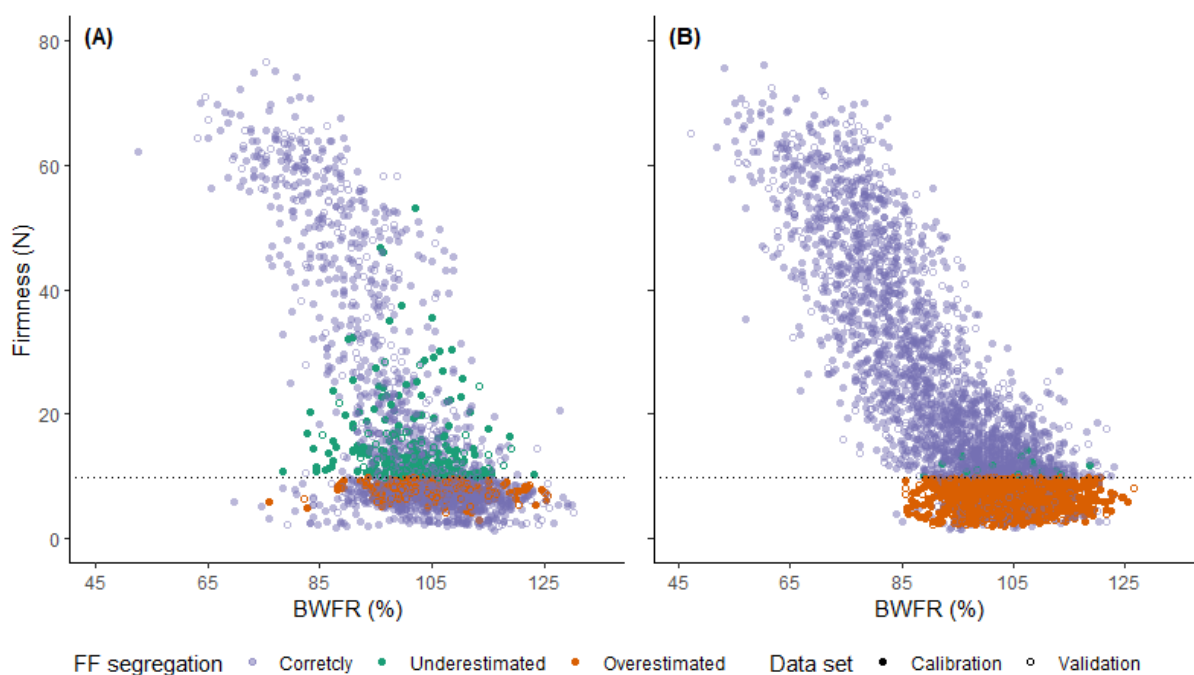 (A) (B)
80
60
40
20
0
Firmness (N)
45 65 85 105 125 45 65 85 105 125
BWFR (%) BWFR (%)
FF segregation Corretcly Underestimated Overestimated Data set Calibration Validation